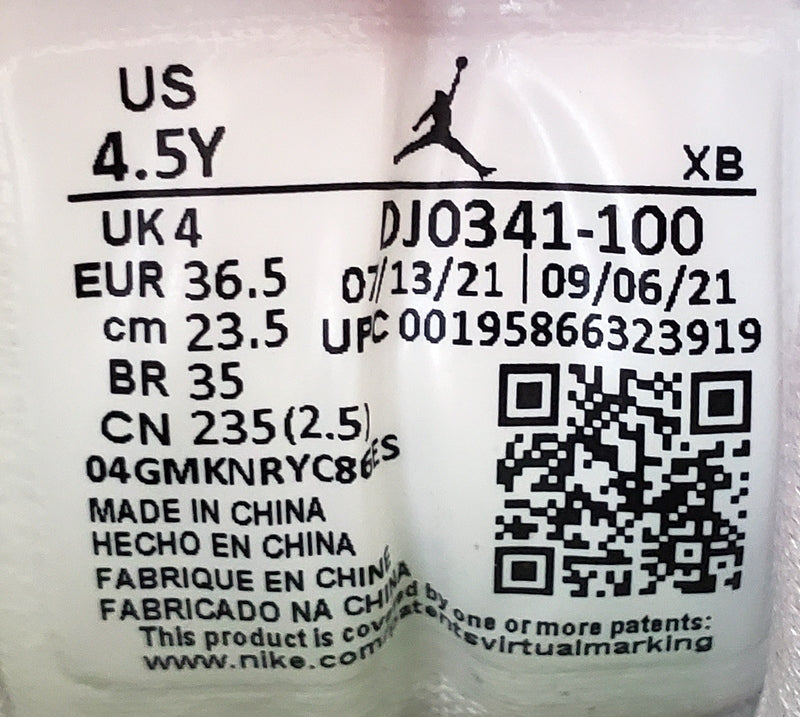 US
4.5Y
XB
UK 4
DJ0341-100
EUR 36.5
07/13/21 | 09/06/21
cm 23.5
UPC 00195866323919
BR 35
CN 235 (2.5)
04GMKNRYC86ES
MADE IN CHINA
HECHO EN CHINA
FABRIQUE EN CHINE
FABRICADO NA CHINA
This product is covered by one or more patents:
www.nike.com/patentsvirtualmarking